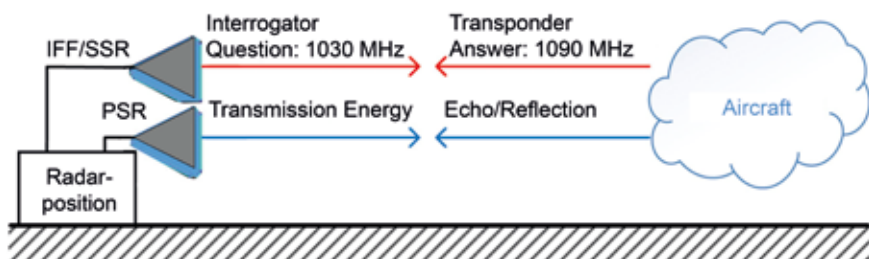 IFF/SSR
Interrogator
Question: 1030 MHz
Transponder
Answer: 1090 MHz
PSR
Transmission Energy
Echo/Reflection
Aircraft
Radar-
position